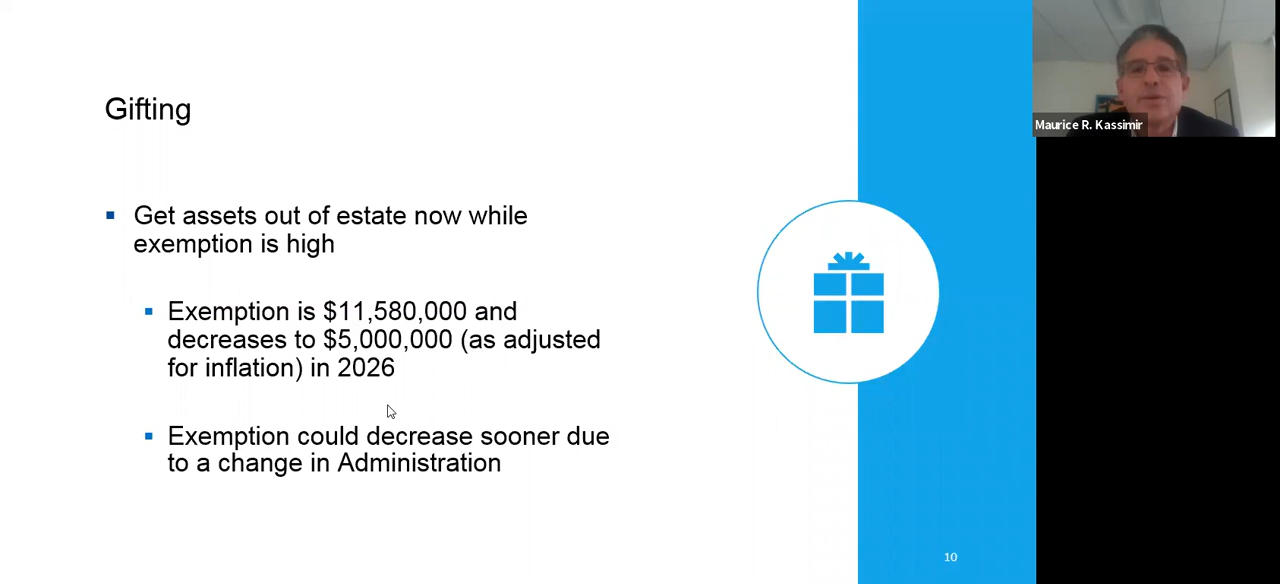 Gifting
Get assets out of estate now while
exemption is high
Exemption is $11,580,000 and
decreases to $5,000,000 (as adjusted
for inflation) in 2026
Exemption could decrease sooner due
to a change in Administration
10
Maurice R. Kassimir